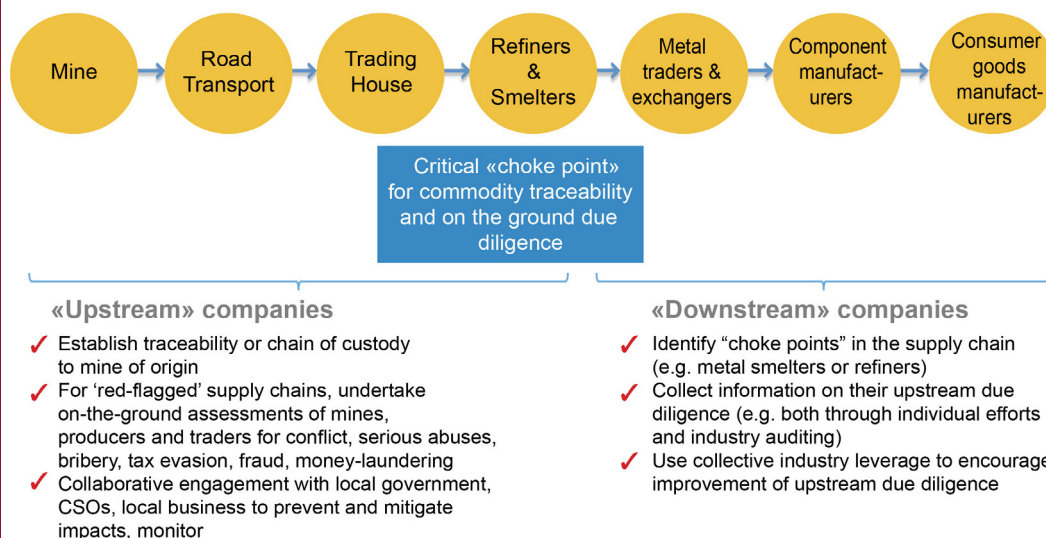 Mine
Road
Transport
Trading
House
Refiners
&
Smelters
Metal
traders &
exchangers
Component
manufact-
urers
Consumer
goods
manufact-
urers
Critical «choke point»
for commodity traceability
and on the ground due
diligence
«Upstream» companies
✓ Establish traceability or chain of custody
to mine of origin
✓ For ‘red-flagged’ supply chains, undertake
on-the-ground assessments of mines,
producers and traders for conflict, serious abuses,
bribery, tax evasion, fraud, money-laundering
✓ Collaborative engagement with local government,
CSOs, local business to prevent and mitigate
impacts, monitor
«Downstream» companies
✓ Identify “choke points” in the supply chain
(e.g. metal smelters or refiners)
✓ Collect information on their upstream due
diligence (e.g. both through individual efforts
and industry auditing)
✓ Use collective industry leverage to encourage
improvement of upstream due diligence